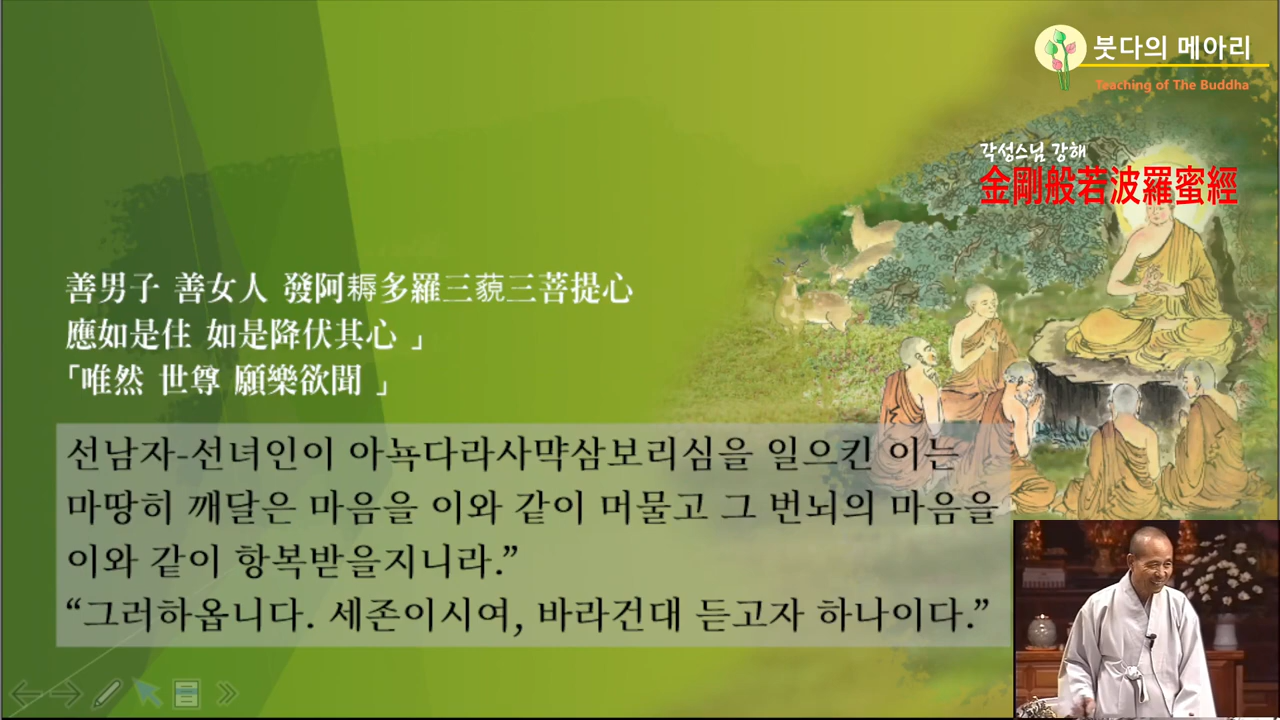 붓다의 메아리
Teaching of The Buddha
각성스님 강해
金剛般若波羅蜜經
善男子 善女人 發阿耨多羅三藐三菩提心
應如是住 如是降伏其心 」
「唯然 世尊 願樂欲聞 」
선남자-선녀인이 아뇩다라사먁삼보리심을 일으킨 이는
마땅히 깨달은 마음을 이와 같이 머물고 그 번뇌의 마음을
이와 같이 항복받을지니라.”
“그러하옵니다. 세존이시여, 바라건대 듣고자 하나이다.”